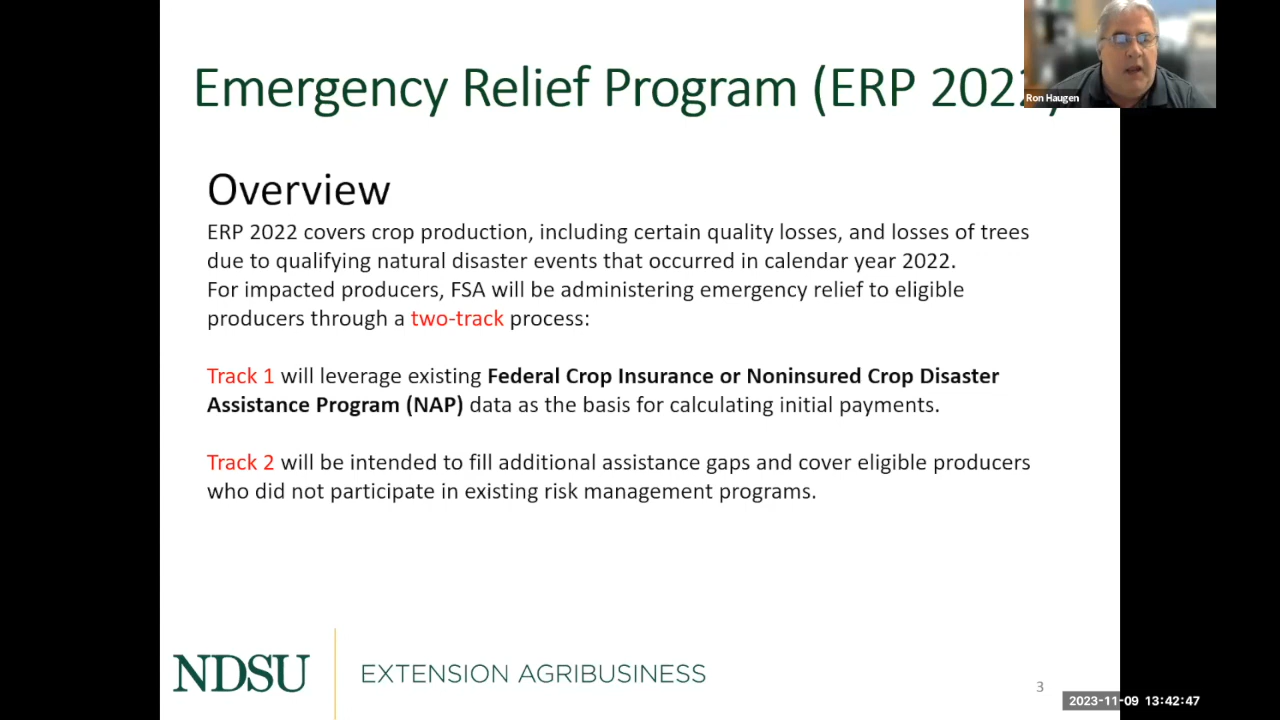 Emergency Relief Program (ERP 202
Ron Haugen
Overview
ERP 2022 covers crop production, including certain quality losses, and losses of trees
due to qualifying natural disaster events that occurred in calendar year 2022.
For impacted producers, FSA will be administering emergency relief to eligible
producers through a two-track process:
Track 1 will leverage existing Federal Crop Insurance or Noninsured Crop Disaster
Assistance Program (NAP) data as the basis for calculating initial payments.
Track 2 will be intended to fill additional assistance gaps and cover eligible producers
who did not participate in existing risk management programs.
NDSU EXTENSION AGRIBUSINESS
3
2023-11-09 13:42:47